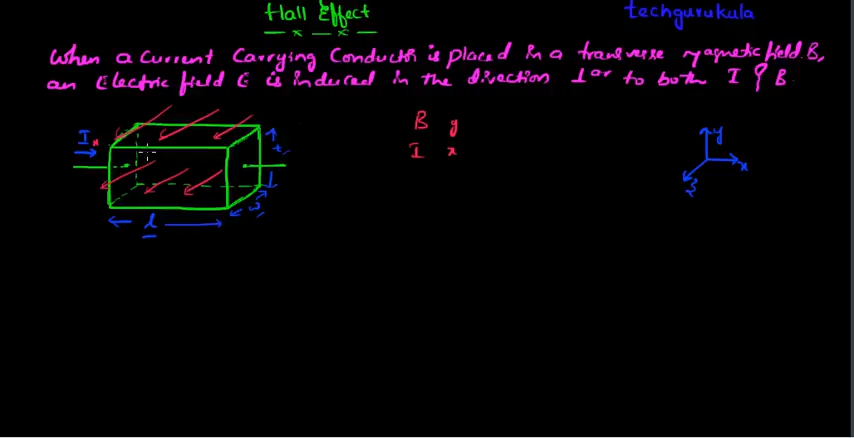 Hall Effect
techgurukula
When a current carrying conductor is placed in a transverse magnetic field B,
an Electric field E is induced in the direction ⊥ar to both I & B.
I x
B y
I x
t
l
w
y
x
z